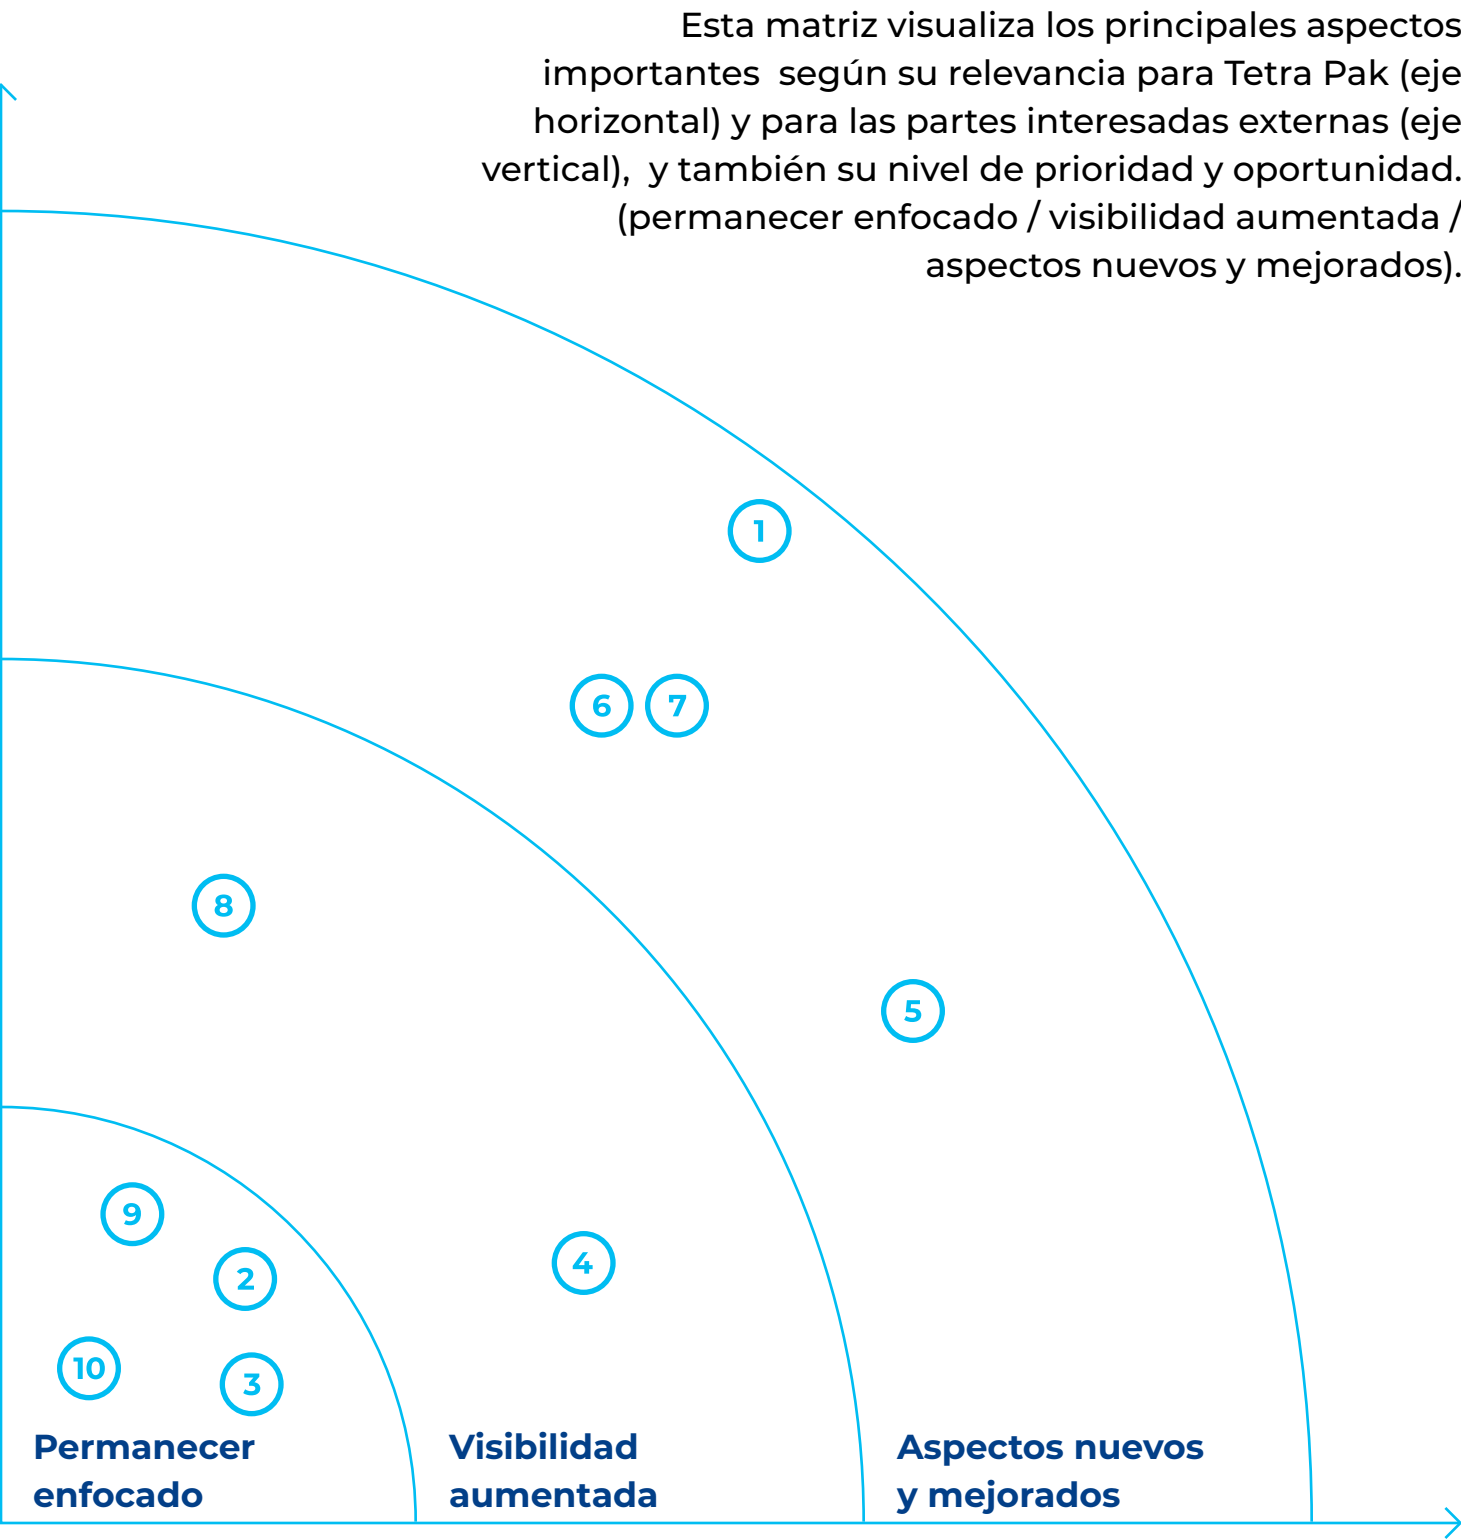 Esta matriz visualiza los principales aspectos
importantes según su relevancia para Tetra Pak (eje
horizontal) y para las partes interesadas externas (eje
vertical), y también su nivel de prioridad y oportunidad.
(permanecer enfocado / visibilidad aumentada /
aspectos nuevos y mejorados).
1
6 7
8
5
9
4
2
10
3
Permanecer
enfocado
Visibilidad
aumentada
Aspectos nuevos
y mejorados